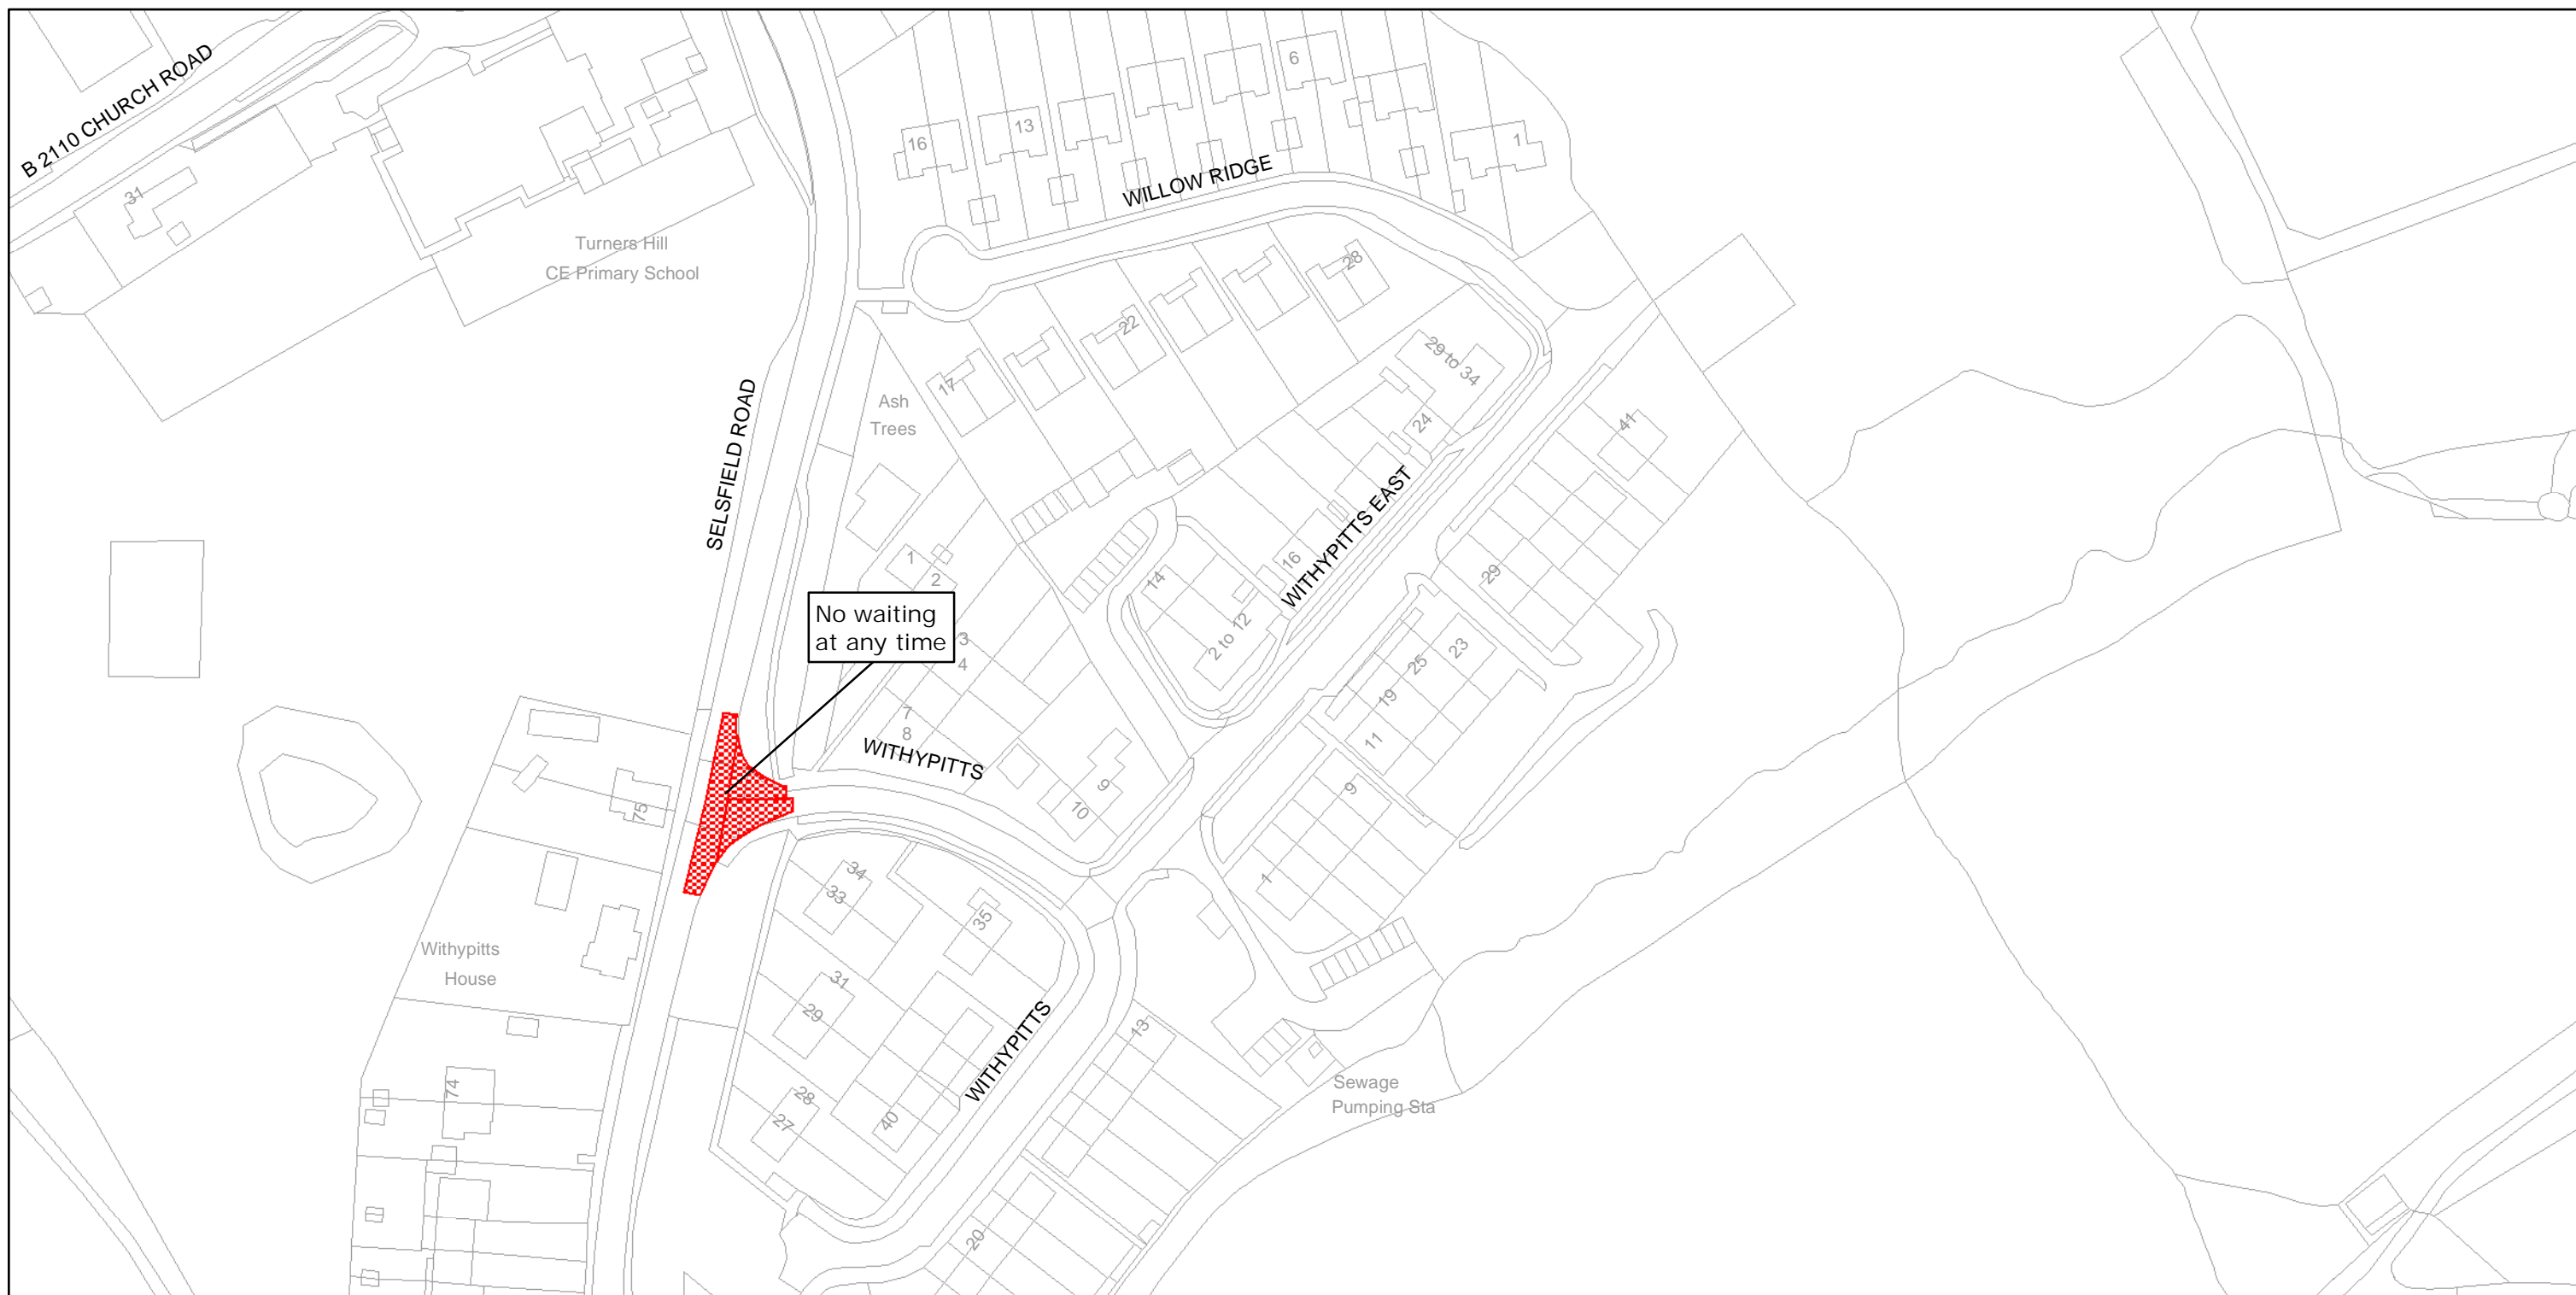 B 2110 CHURCH ROAD
31
Turners Hill
CE Primary School
16
13
6
1
WILLOW RIDGE
28
22
17
29 to 34
24
41
Ash
Trees
SELSFIELD ROAD
WITHYPITTS EAST
16
14
2 to 12
29
1
2
No waiting
at any time
3
4
7
8
WITHYPITTS
9
10
23
25
19
11
9
1
75
34
33
35
Withypitts
House
31
29
WITHYPITTS
13
28
27
40
74
Sewage
Pumping Sta
20